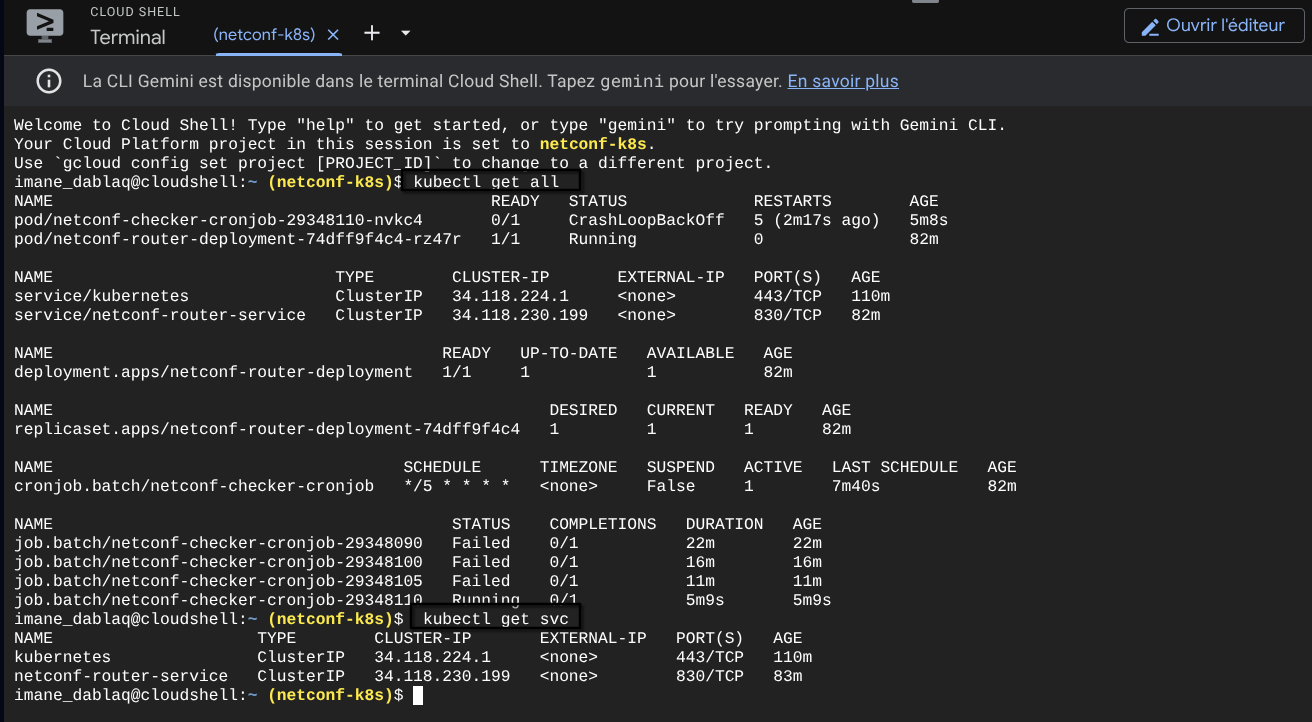 CLOUD SHELL
Terminal
(netconf-k8s)
Ouvrir l'éditeur
La CLI Gemini est disponible dans le terminal Cloud Shell. Tapez gemini pour l'essayer. En savoir plus
Welcome to Cloud Shell! Type "help" to get started, or type "gemini" to try prompting with Gemini CLI.
Your Cloud Platform project in this session is set to netconf-k8s.
Use `gcloud config set project [PROJECT_ID]` to change to a different project.
imane_dablaq@cloudshell:~ (netconf-k8s)$ kubectl get all
NAME READY STATUS RESTARTS AGE
pod/netconf-checker-cronjob-29348110-nvkc4 0/1 CrashLoopBackOff 5 (2m17s ago) 5m8s
pod/netconf-router-deployment-74dff9f4c4-rz47r 1/1 Running 0 82m
NAME TYPE CLUSTER-IP EXTERNAL-IP PORT(S) AGE
service/kubernetes ClusterIP 34.118.224.1 <none> 443/TCP 110m
service/netconf-router-service ClusterIP 34.118.230.199 <none> 830/TCP 82m
NAME READY UP-TO-DATE AVAILABLE AGE
deployment.apps/netconf-router-deployment 1/1 1 1 82m
NAME DESIRED CURRENT READY AGE
replicaset.apps/netconf-router-deployment-74dff9f4c4 1 1 1 82m
NAME SCHEDULE TIMEZONE SUSPEND ACTIVE LAST SCHEDULE AGE
cronjob.batch/netconf-checker-cronjob */5 * * * * <none> False 1 7m40s 82m
NAME STATUS COMPLETIONS DURATION AGE
job.batch/netconf-checker-cronjob-29348090 Failed 0/1 22m 22m
job.batch/netconf-checker-cronjob-29348100 Failed 0/1 16m 16m
job.batch/netconf-checker-cronjob-29348105 Failed 0/1 11m 11m
job.batch/netconf-checker-cronjob-29348110 Running 0/1 5m9s 5m9s
imane_dablaq@cloudshell:~ (netconf-k8s)$ kubectl get svc
NAME TYPE CLUSTER-IP EXTERNAL-IP PORT(S) AGE
kubernetes ClusterIP 34.118.224.1 <none> 443/TCP 110m
netconf-router-service ClusterIP 34.118.230.199 <none> 830/TCP 83m
imane_dablaq@cloudshell:~ (netconf-k8s)$